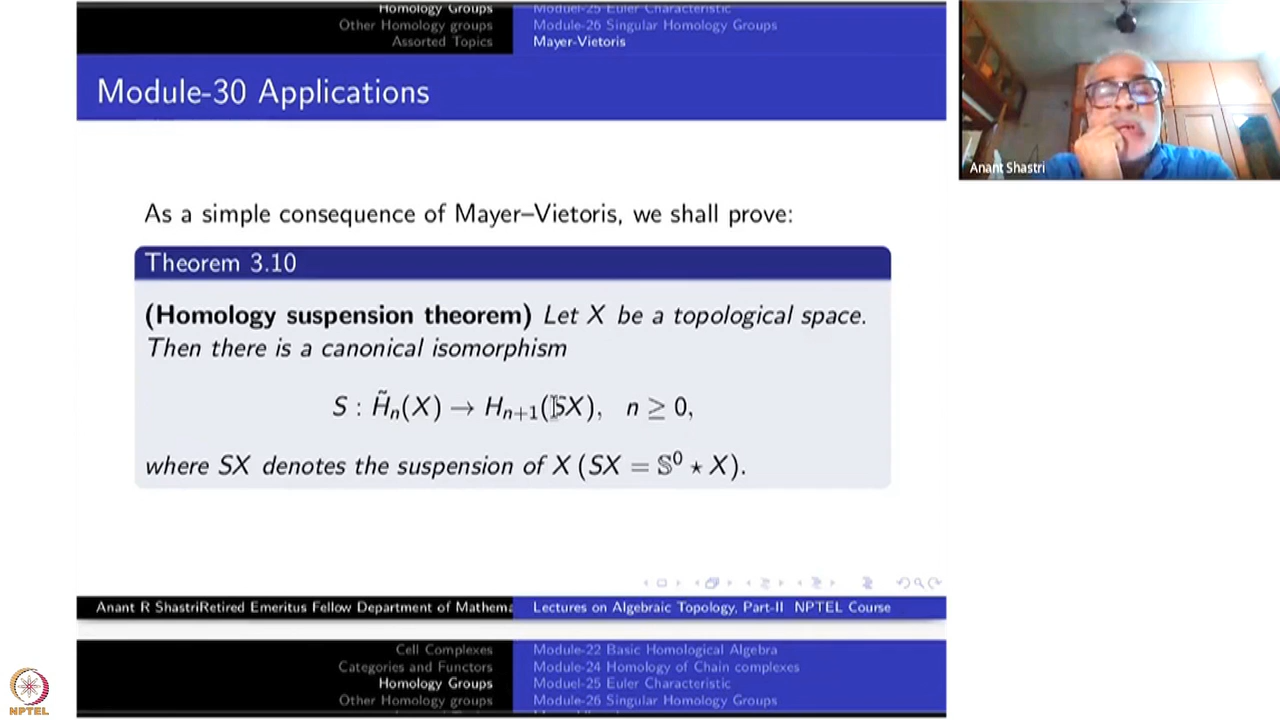 Homology Groups
Other Homology groups
Assorted Topics
Moduel-25 Euler Characteristic
Module-26 Singular Homology Groups
Mayer-Vietoris
Module-30 Applications
Anant Shastri
As a simple consequence of Mayer–Vietoris, we shall prove:
Theorem 3.10
(Homology suspension theorem) Let X be a topological space.
Then there is a canonical isomorphism
S : H̃ₙ(X) → Hₙ₊₁(SX), n ≥ 0,
where SX denotes the suspension of X (SX = 𝕊⁰ ⋆ X).
Anant R ShastriRetired Emeritus Fellow Department of Mathema
Lectures on Algebraic Topology, Part-II NPTEL Course
Cell Complexes
Categories and Functors
Homology Groups
Other Homology groups
Module-22 Basic Homological Algebra
Module-24 Homology of Chain complexes
Moduel-25 Euler Characteristic
Module-26 Singular Homology Groups
NPTEL